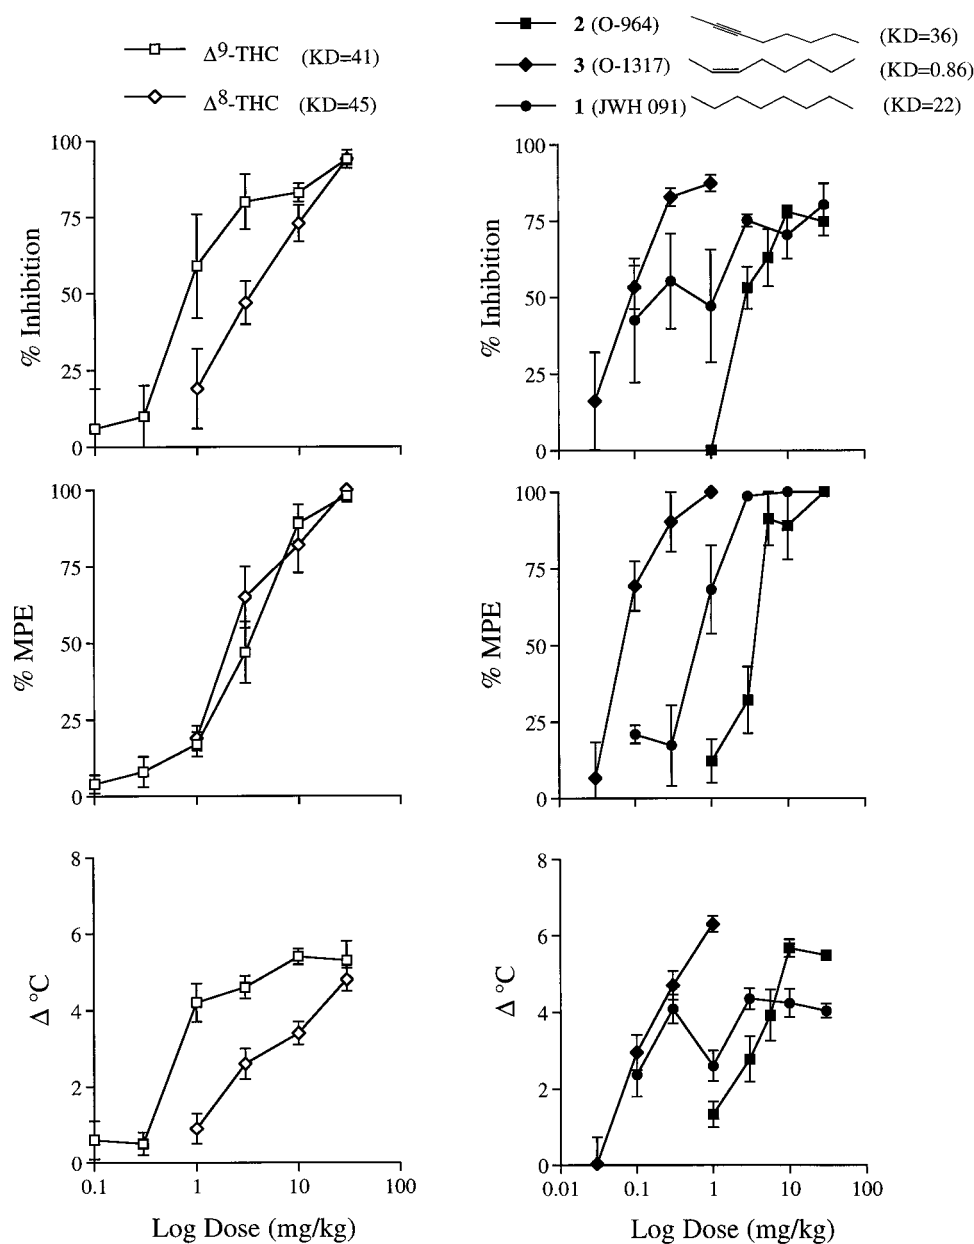 Δ9-THC (KD=41)
Δ8-THC (KD=45)
2 (O-964) (KD=36)
3 (O-1317) (KD=0.86)
1 (JWH 091) (KD=22)
100
75
50
25
0
% Inhibition
100
75
50
25
0
% Inhibition
100
75
50
25
0
% MPE
100
75
50
25
0
% MPE
8
6
4
2
0
Δ °C
0.1 1 10 100
Log Dose (mg/kg)
8
6
4
2
0
Δ °C
0.01 0.1 1 10 100
Log Dose (mg/kg)